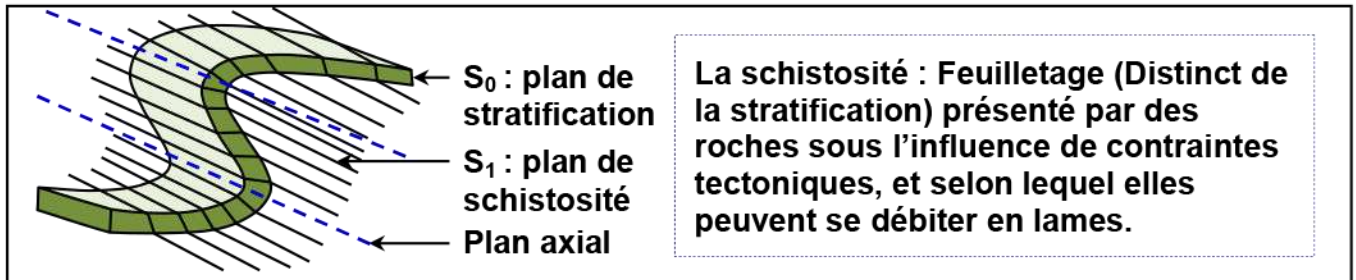 S₀ : plan de
stratification
S₁ : plan de
schistosité
Plan axial
La schistosité : Feuilletage (Distinct de
la stratification) présenté par des
roches sous l’influence de contraintes
tectoniques, et selon lequel elles
peuvent se débiter en lames.